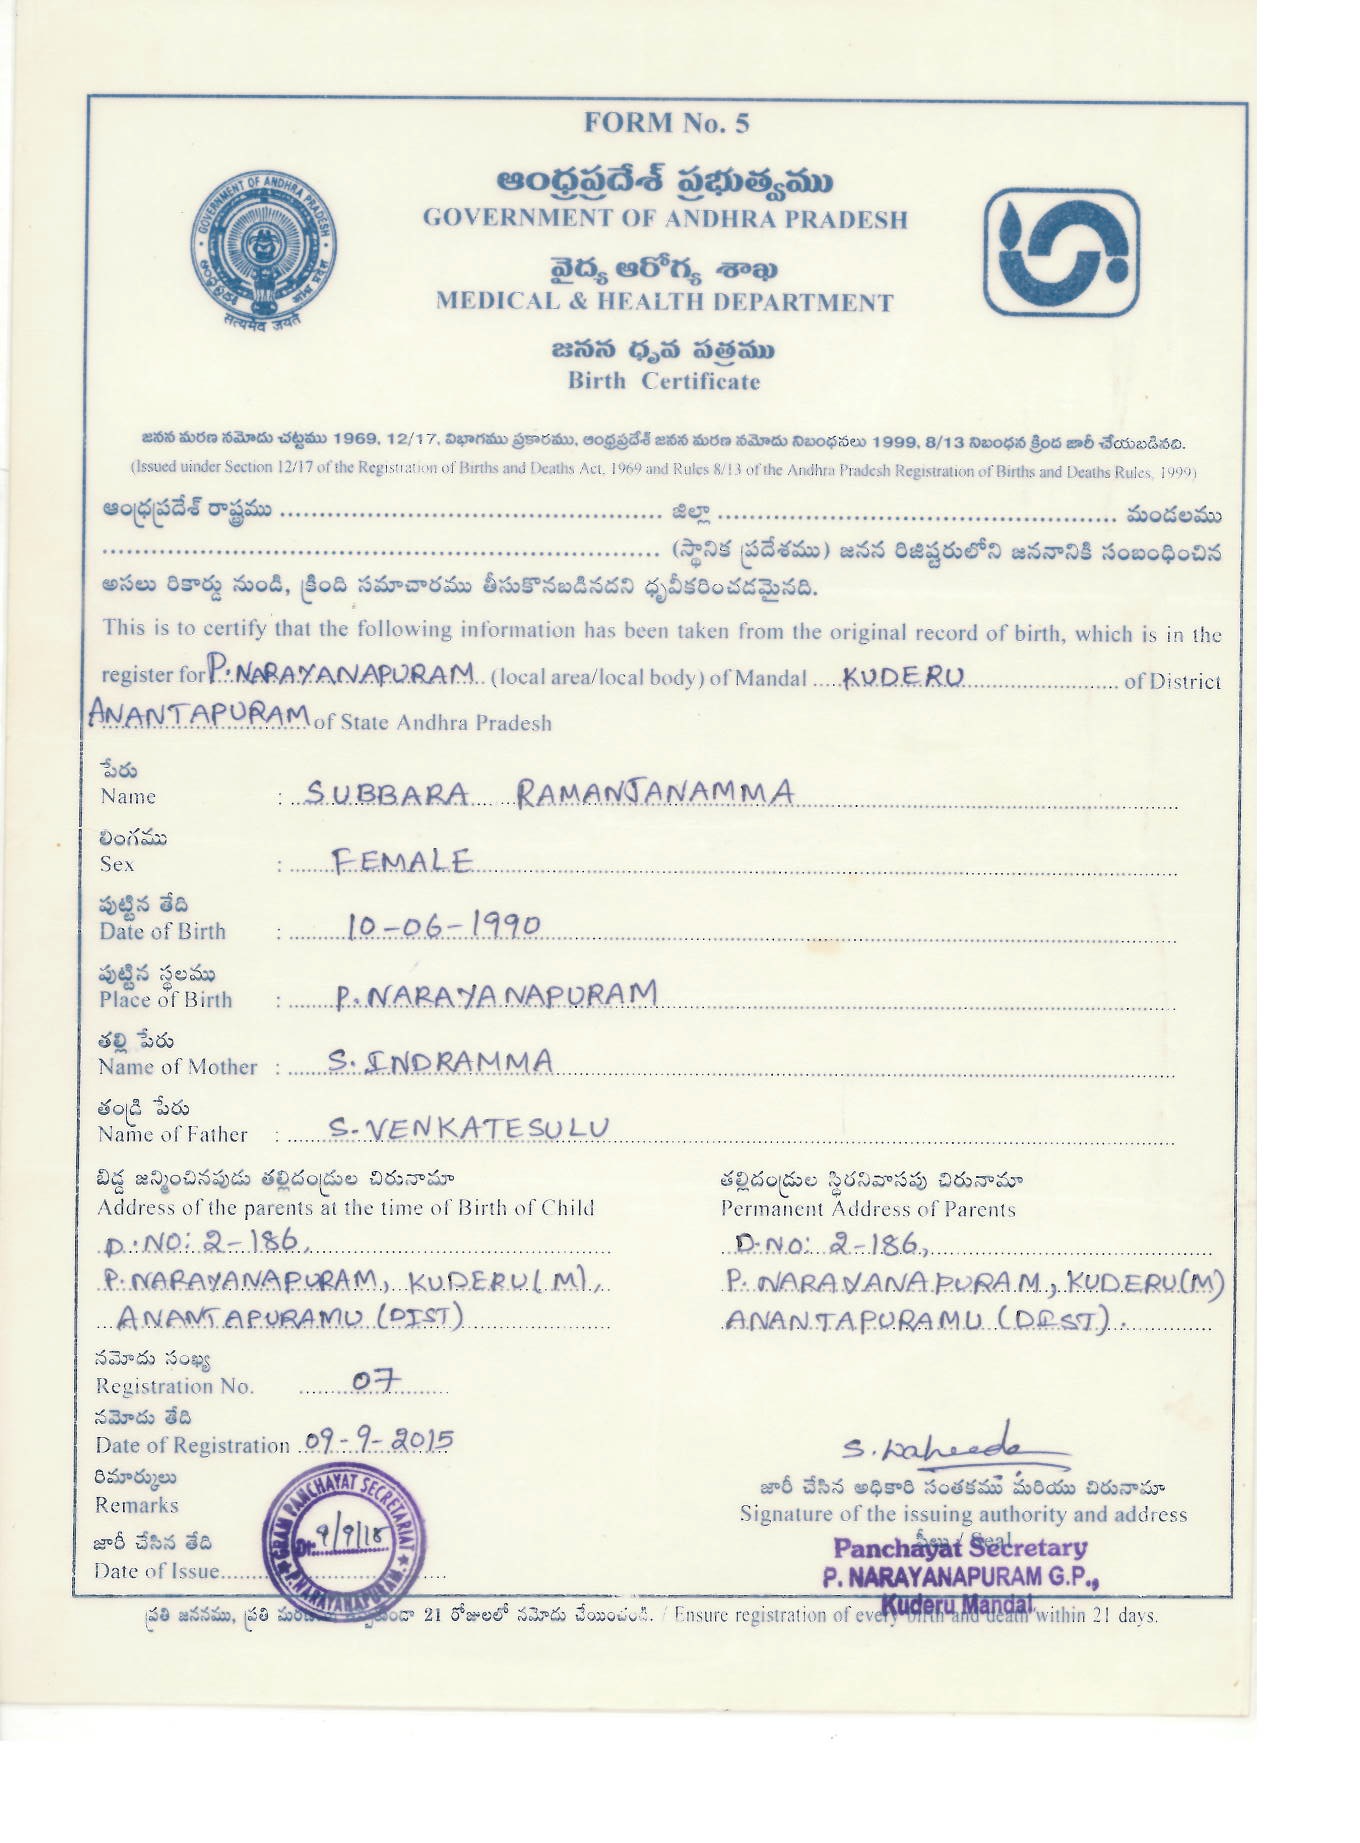 FORM No. 5
ఆంధ్రప్రదేశ్ ప్రభుత్వము
GOVERNMENT OF ANDHRA PRADESH
వైద్య ఆరోగ్య శాఖ
MEDICAL & HEALTH DEPARTMENT
జనన ధృవ పత్రము
Birth Certificate
GOVERNMENT OF ANDHRA PRADESH
सत्यमेव जयते
జనన మరణ నమోదు చట్టము 1969, 12/17, విభాగము ప్రకారము, ఆంధ్రప్రదేశ్ జనన మరణ నమోదు నిబంధనలు 1999, 8/13 నిబంధన క్రింద జారీ చేయబడినది.
(Issued uinder Section 12/17 of the Registration of Births and Deaths Act, 1969 and Rules 8/13 of the Andhra Pradesh Registration of Births and Deaths Rules, 1999)
ఆంధ్రప్రదేశ్ రాష్ట్రము ........ జిల్లా ........ మండలము
........ (స్థానిక ప్రదేశము) జనన రిజిష్టరులోని జననానికి సంబంధించిన
అసలు రికార్డు నుండి, క్రింది సమాచారము తీసుకొనబడినదని ధృవీకరించడమైనది.
This is to certify that the following information has been taken from the original record of birth, which is in the
register for P. NARAYANAPURAM (local area/local body) of Mandal ..... KUDERU ..... of District
ANANTAPURAM of State Andhra Pradesh
పేరు
Name : SUBBARA RAMANJANAMMA
లింగము
Sex : FEMALE
పుట్టిన తేది
Date of Birth : 10-06-1990
పుట్టిన స్థలము
Place of Birth : P. NARAYANAPURAM
తల్లి పేరు
Name of Mother : S. INDRAMMA
తండ్రి పేరు
Name of Father : S. VENKATESULU
బిడ్డ జన్మించినపుడు తల్లిదండ్రుల చిరునామా
Address of the parents at the time of Birth of Child
D.NO: 2-186,
P. NARAYANAPURAM, KUDERU (M),
ANANTAPURAMU (DIST)
తల్లిదండ్రుల స్థిరనివాసపు చిరునామా
Permanent Address of Parents
D.NO: 2-186,
P. NARAYANAPURAM, KUDERU (M)
ANANTAPURAMU (DIST).
నమోదు సంఖ్య
Registration No. 07
నమోదు తేది
Date of Registration 09-9-2015
రిమార్కులు
Remarks
జారీ చేసిన తేది
Date of Issue
GRAM PANCHAYAT SECRETARIAT
Dt. 9/9/15
P. NARAYANAPURAM
జారీ చేసిన అధికారి సంతకము మరియు చిరునామా
Signature of the issuing authority and address
సీలు / Seal
Panchayat Secretary
P. NARAYANAPURAM G.P.,
Kuderu Mandal.
ప్రతి జననము, ప్రతి 21 రోజులలో నమోదు చేయించండి. / Ensure registration of every birth and death within 21 days.